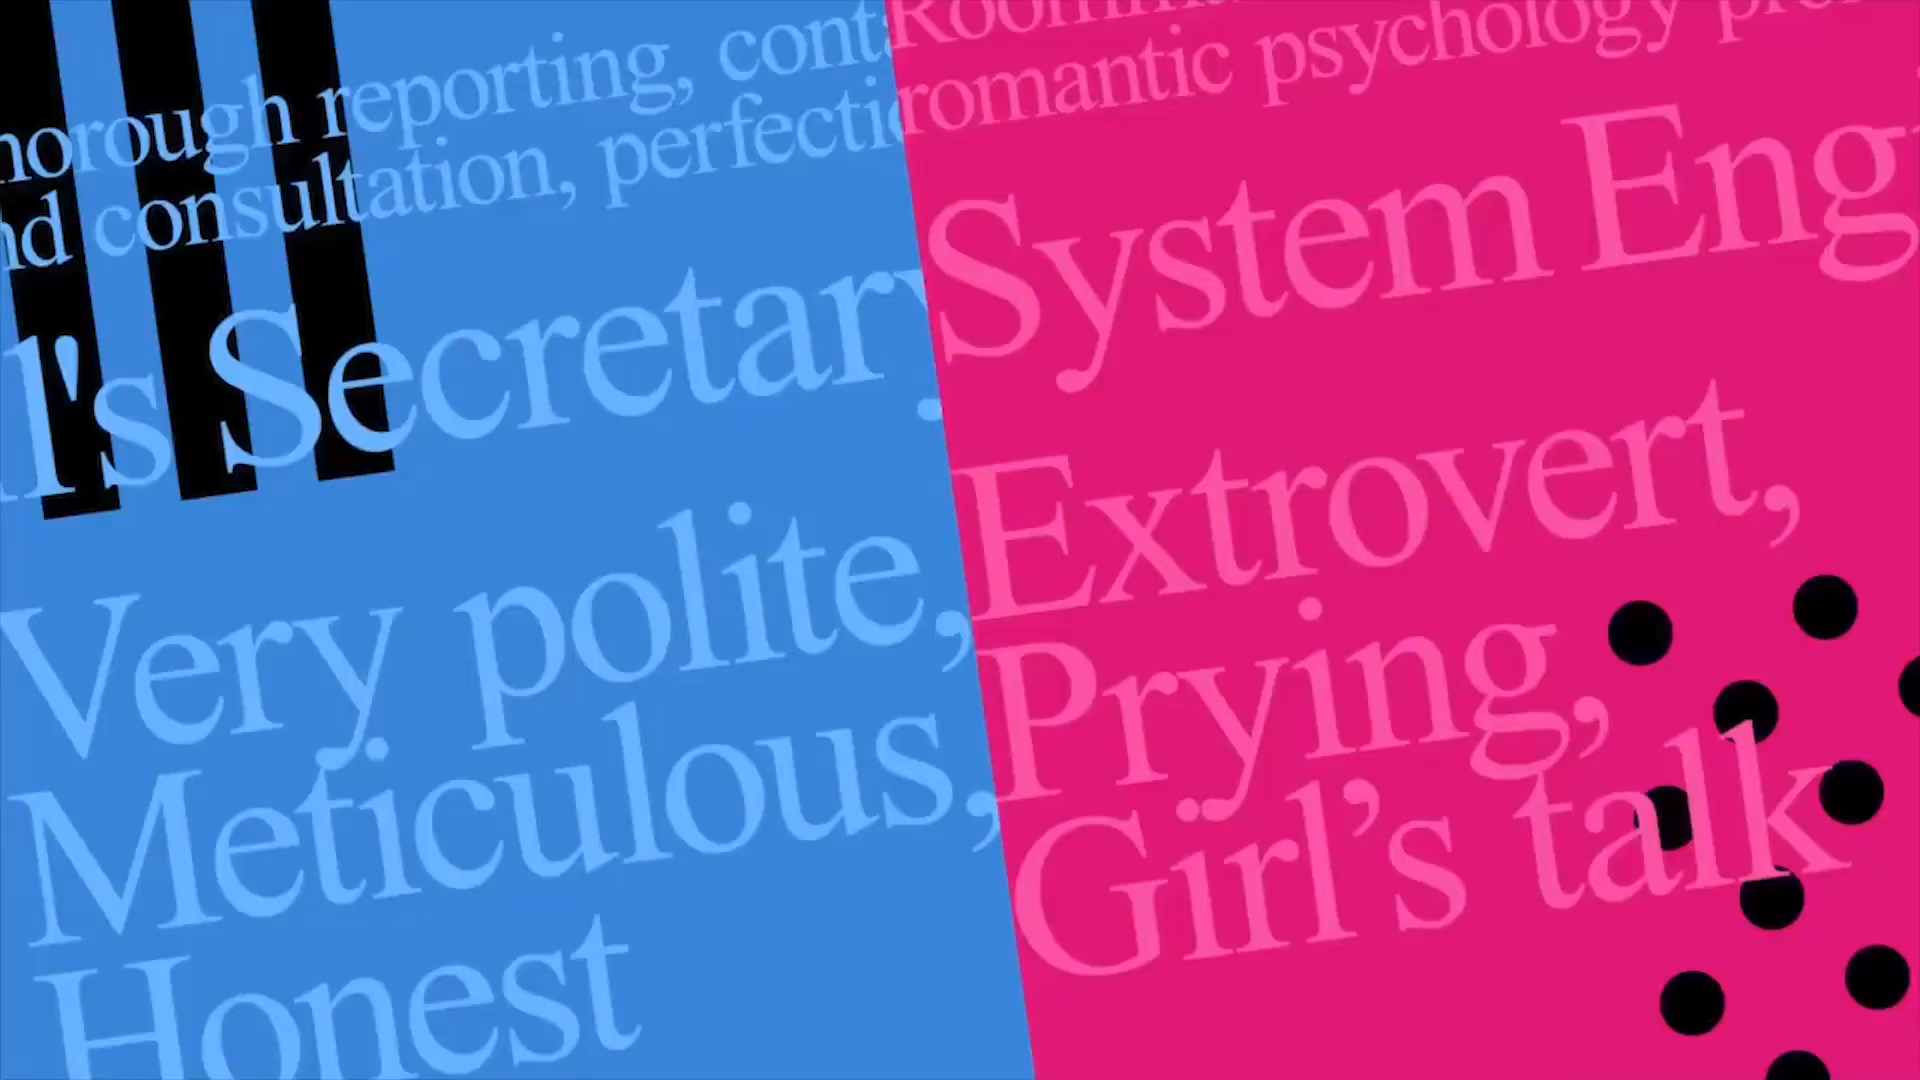 horough reporting, cont
nd consultation, perfecti
l's Secretary,
Very polite,
Meticulous,
Honest
romantic psychology
System Eng
Extrovert,
Prying,
Girl’s talk